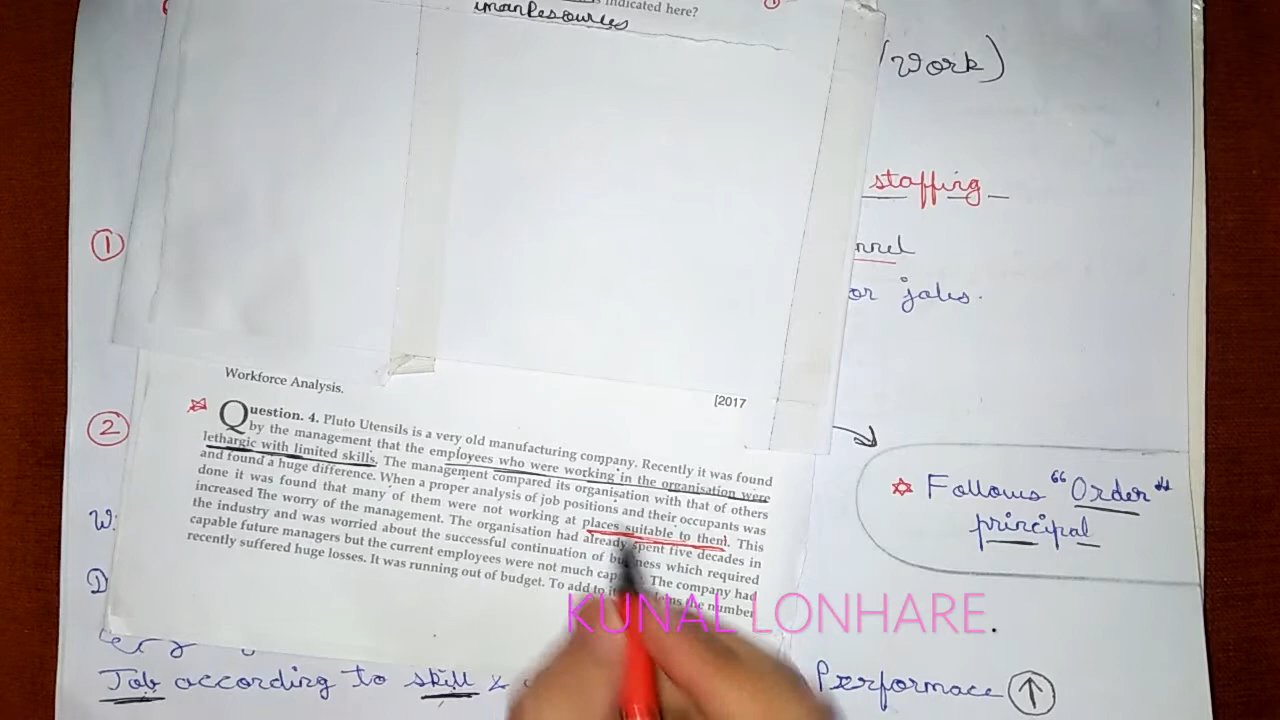 indicated here?
(Work)
staffing
①
or jobs.
Workforce Analysis.
[2017
②
Question. 4. Pluto Utensils is a very old manufacturing company. Recently it was found
by the management that the employees who were working in the organisation were
lethargic with limited skills. The management compared its organisation with that of others
and found a huge difference. When a proper analysis of job positions and their occupants was
done it was found that many of them were not working at places suitable to them. This
increased The worry of the management. The organisation had already spent five decades in
the industry and was worried about the successful continuation of business which required
capable future managers but the current employees were not much The company had
recently suffered huge losses. It was running out of budget. To add to the number
Follows "Order"
principal
KUNAL LONHARE.
Job according to skill &
Performace ↑